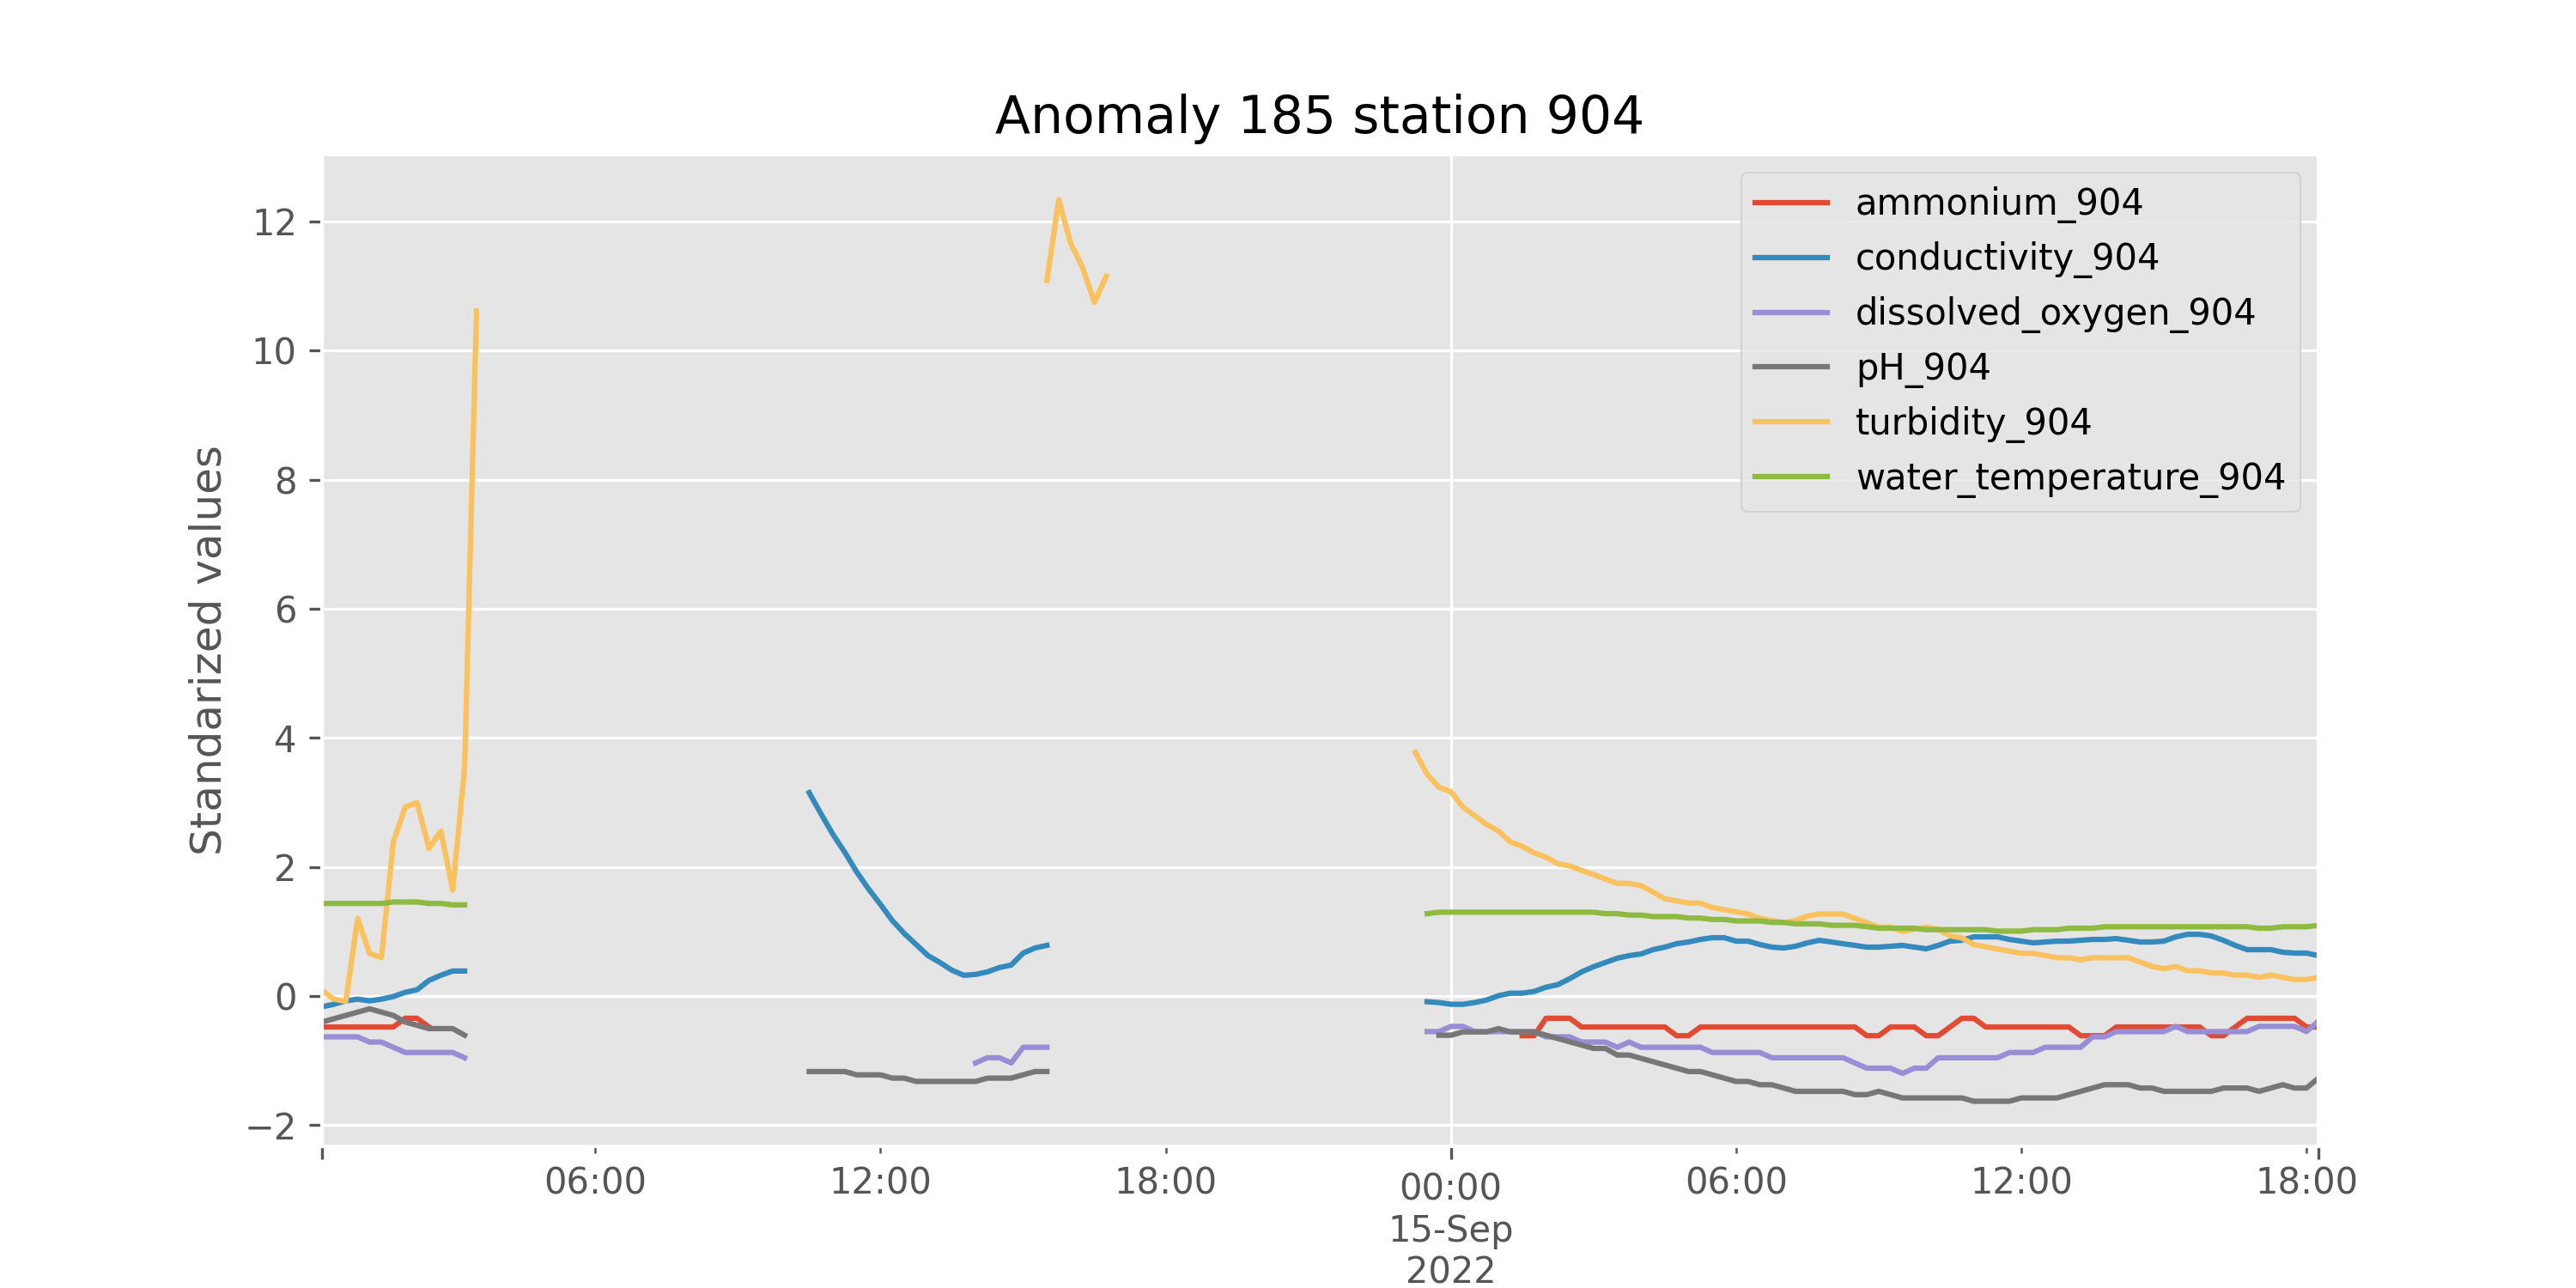 Anomaly 185 station 904
Standarized values
12
10
8
6
4
2
0
−2
ammonium_904
conductivity_904
dissolved_oxygen_904
pH_904
turbidity_904
water_temperature_904
06:00 12:00 18:00 00:00 06:00 12:00 18:00
15-Sep
2022